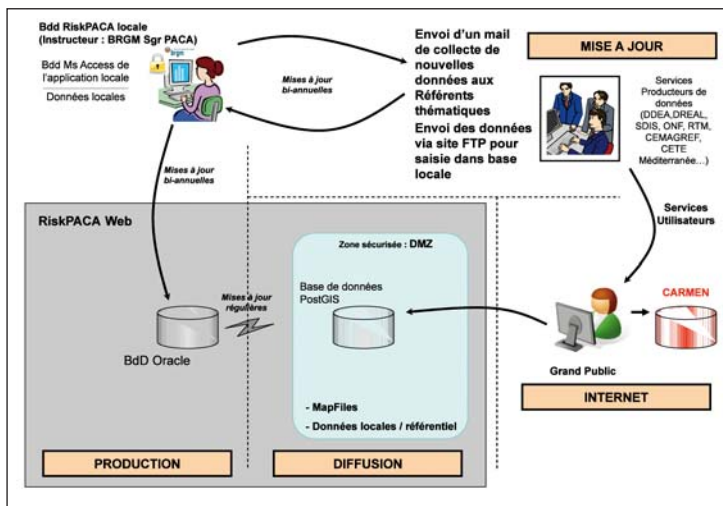 Bdd RiskPACA locale
(Instructeur : BRGM Sgr PACA)
Bdd Ms Access de
l'application locale
Données locales
brgm
Mises à jour
bi-annuelles
Envoi d'un mail
de collecte de
nouvelles
données aux
Référents
thématiques
Envoi des données
via site FTP pour
saisie dans base
locale
MISE A JOUR
Services
Producteurs de
données
(DDEA,DREAL,
SDIS, ONF, RTM,
CEMAGREF,
CETE
Méditerranée...)
Mises à jour
bi-annuelles
Services
Utilisateurs
RiskPACA Web
Zone sécurisée : DMZ
Base de données
PostGIS
Mises à jour
régulières
BdD Oracle
CARMEN
Grand Public
- MapFiles
- Données locales / référentiel
INTERNET
PRODUCTION
DIFFUSION